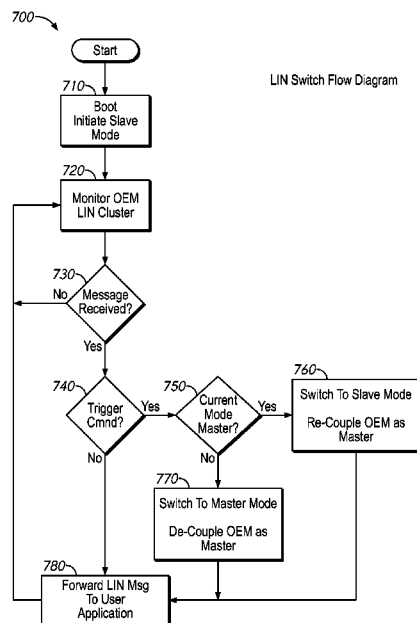 700
Start
LIN Switch Flow Diagram
710
Boot
Initiate Slave
Mode
720
Monitor OEM
LIN Cluster
730
No
Message
Received?
Yes
740
Trigger
Cmnd?
Yes
No
750
Current
Mode
Master?
Yes
No
760
Switch To Slave Mode
Re-Couple OEM as
Master
770
Switch To Master Mode
De-Couple OEM as
Master
780
Forward LIN Msg
To User
Application